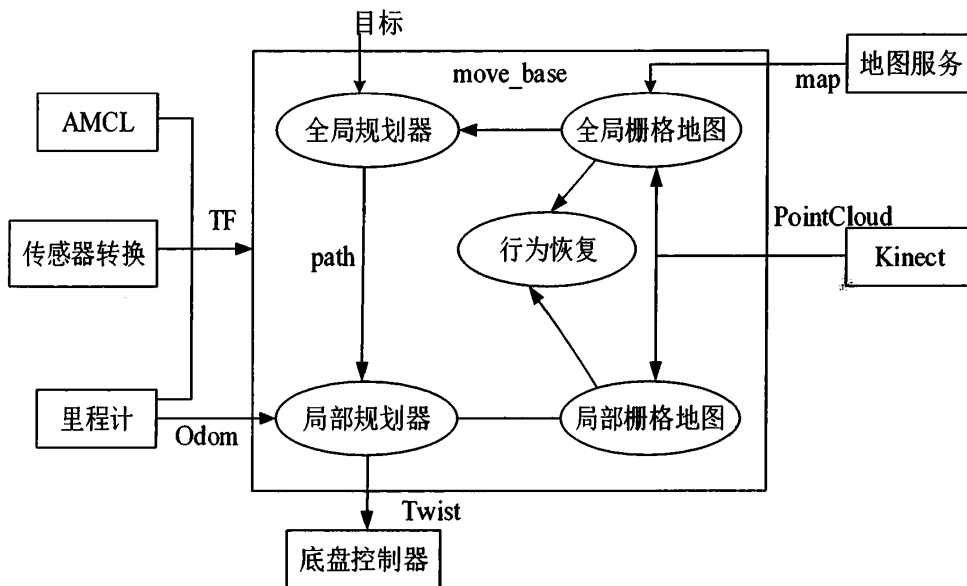 目标
move_base
地图服务
map
AMCL
全局规划器
全局栅格地图
TF
PointCloud
传感器转换
path
行为恢复
Kinect
里程计
Odom
局部规划器
局部栅格地图
Twist
底盘控制器